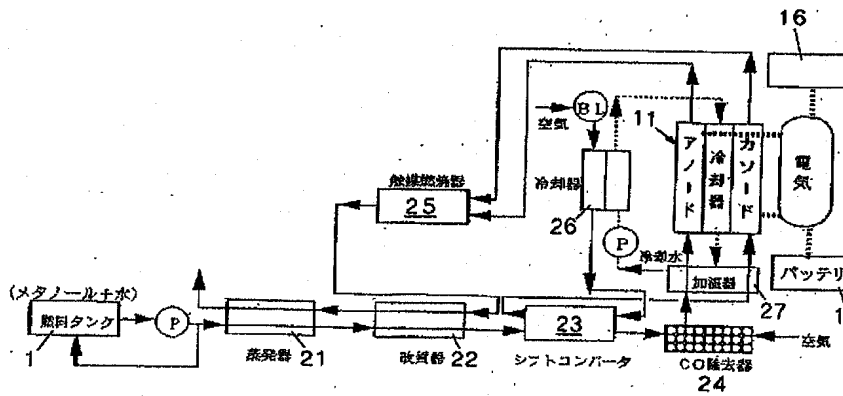 16
BL
空気
11
アノード
冷却器
カソード
電気
冷却器
触媒燃焼器
25
26
P
冷却水
加湿器
27
バッテリ
1
(メタノール+水)
燃料タンク
1
P
蒸発器
21
改質器
22
23
シフトコンバータ
CO除去器
24
空気